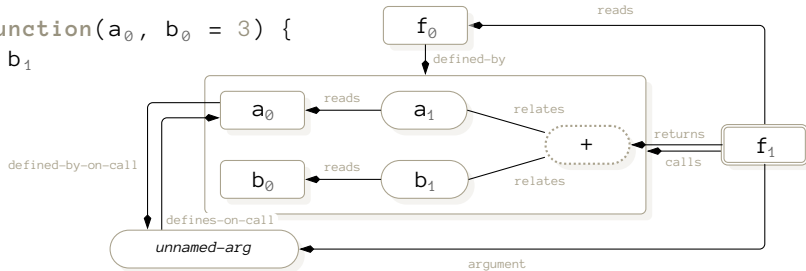 unction(a₀, b₀ = 3) {
b₁
f₀
reads
defined-by
a₀
reads
a₁
relates
+
returns
f₁
calls
defined-by-on-call
b₀
reads
b₁
relates
defines-on-call
unnamed-arg
argument